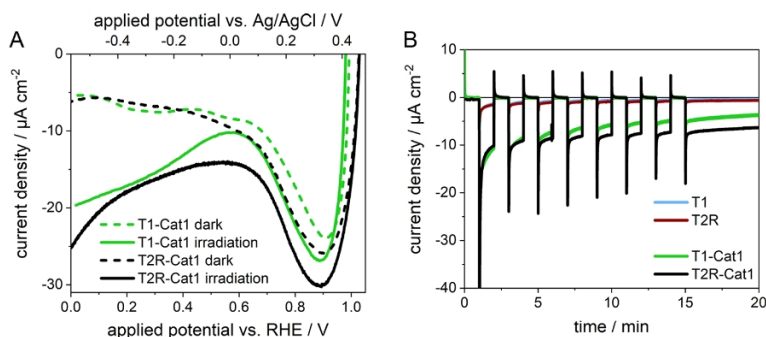 applied potential vs. Ag/AgCl / V
-0.4 -0.2 0.0 0.2 0.4
A
0
-10
-20
-30
current density / µA cm⁻²
T1-Cat1 dark
T1-Cat1 irradiation
T2R-Cat1 dark
T2R-Cat1 irradiation
0.0 0.2 0.4 0.6 0.8 1.0
applied potential vs. RHE / V
B
10
0
-10
-20
-30
-40
current density / µA cm⁻²
T1
T2R
T1-Cat1
T2R-Cat1
0 5 10 15 20
time / min